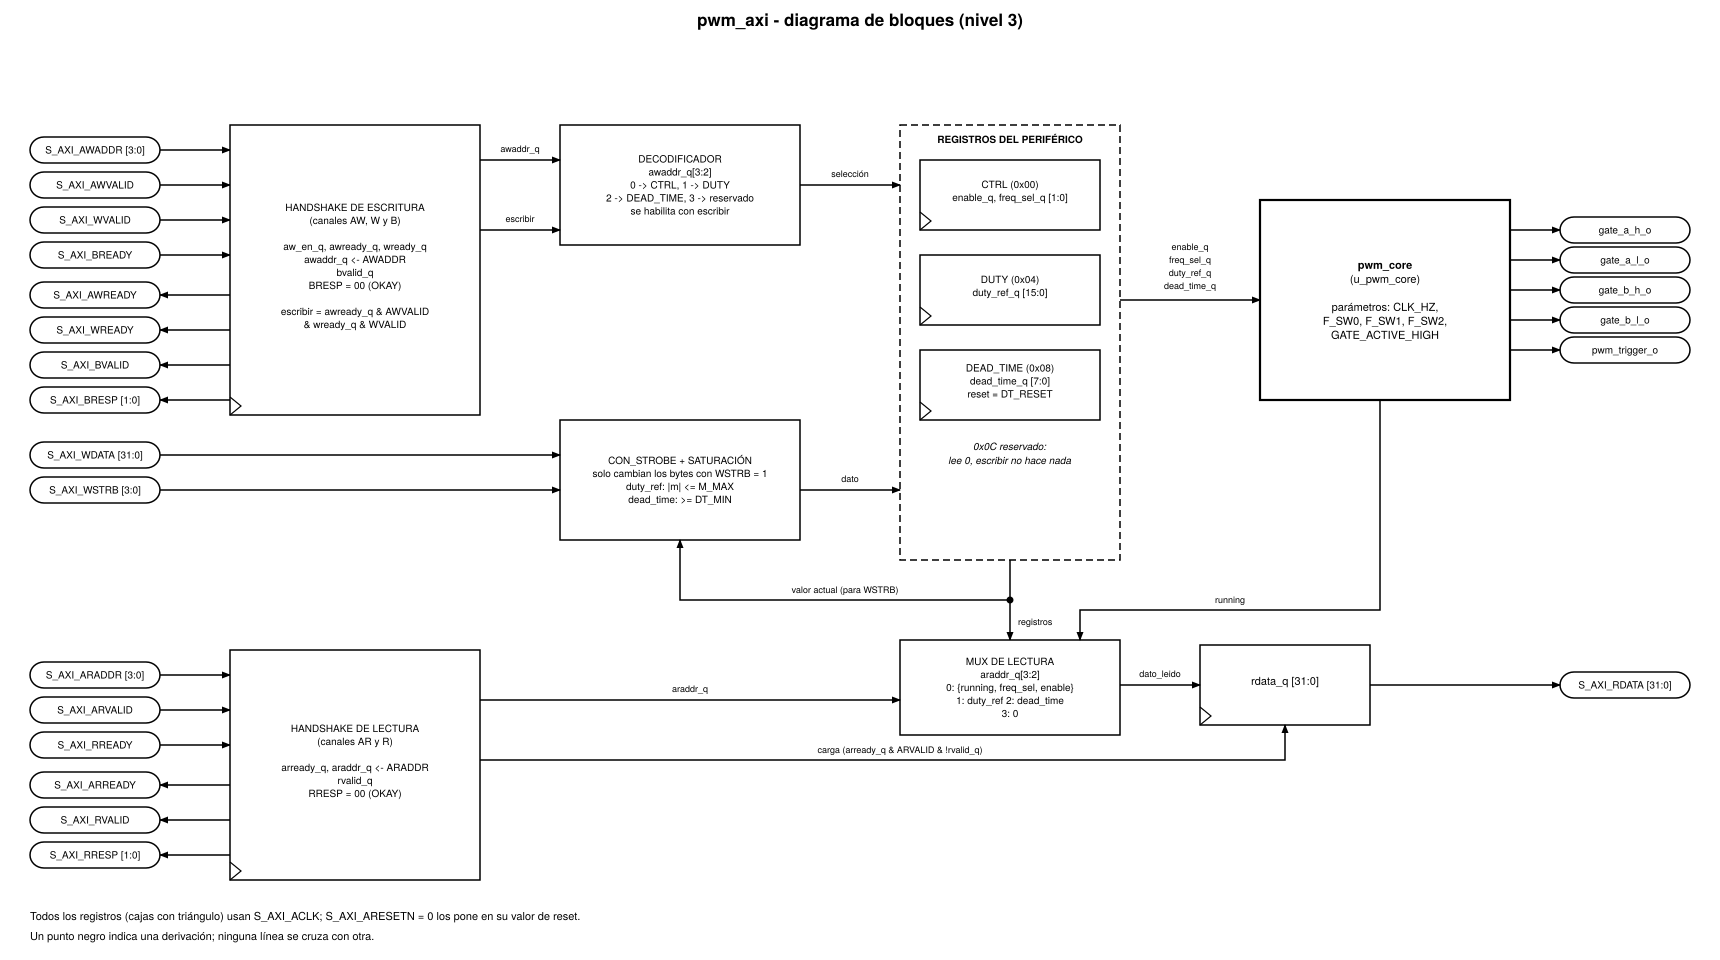 pwm_axi - diagrama de bloques (nivel 3)
S_AXI_AWADDR [3:0]
S_AXI_AWVALID
S_AXI_WVALID
S_AXI_BREADY
S_AXI_AWREADY
S_AXI_WREADY
S_AXI_BVALID
S_AXI_BRESP [1:0]
HANDSHAKE DE ESCRITURA
(canales AW, W y B)
aw_en_q, awready_q, wready_q
awaddr_q <- AWADDR
bvalid_q
BRESP = 00 (OKAY)
escribir = awready_q & AWVALID
& wready_q & WVALID
awaddr_q
escribir
DECODIFICADOR
awaddr_q[3:2]
0 -> CTRL, 1 -> DUTY
2 -> DEAD_TIME, 3 -> reservado
se habilita con escribir
selección
REGISTROS DEL PERIFÉRICO
CTRL (0x00)
enable_q, freq_sel_q [1:0]
DUTY (0x04)
duty_ref_q [15:0]
DEAD_TIME (0x08)
dead_time_q [7:0]
reset = DT_RESET
0x0C reservado:
lee 0, escribir no hace nada
enable_q
freq_sel_q
duty_ref_q
dead_time_q
pwm_core
(u_pwm_core)
parámetros: CLK_HZ,
F_SW0, F_SW1, F_SW2,
GATE_ACTIVE_HIGH
gate_a_h_o
gate_a_l_o
gate_b_h_o
gate_b_l_o
pwm_trigger_o
S_AXI_WDATA [31:0]
S_AXI_WSTRB [3:0]
CON_STROBE + SATURACIÓN
solo cambian los bytes con WSTRB = 1
duty_ref: |m| <= M_MAX
dead_time: >= DT_MIN
dato
valor actual (para WSTRB)
registros
running
S_AXI_ARADDR [3:0]
S_AXI_ARVALID
S_AXI_RREADY
S_AXI_ARREADY
S_AXI_RVALID
S_AXI_RRESP [1:0]
HANDSHAKE DE LECTURA
(canales AR y R)
arready_q, araddr_q <- ARADDR
rvalid_q
RRESP = 00 (OKAY)
araddr_q
carga (arready_q & ARVALID & !rvalid_q)
MUX DE LECTURA
araddr_q[3:2]
0: {running, freq_sel, enable}
1: duty_ref 2: dead_time
3: 0
dato_leido
rdata_q [31:0]
S_AXI_RDATA [31:0]
Todos los registros (cajas con triángulo) usan S_AXI_ACLK; S_AXI_ARESETN = 0 los pone en su valor de reset.
Un punto negro indica una derivación; ninguna línea se cruza con otra.